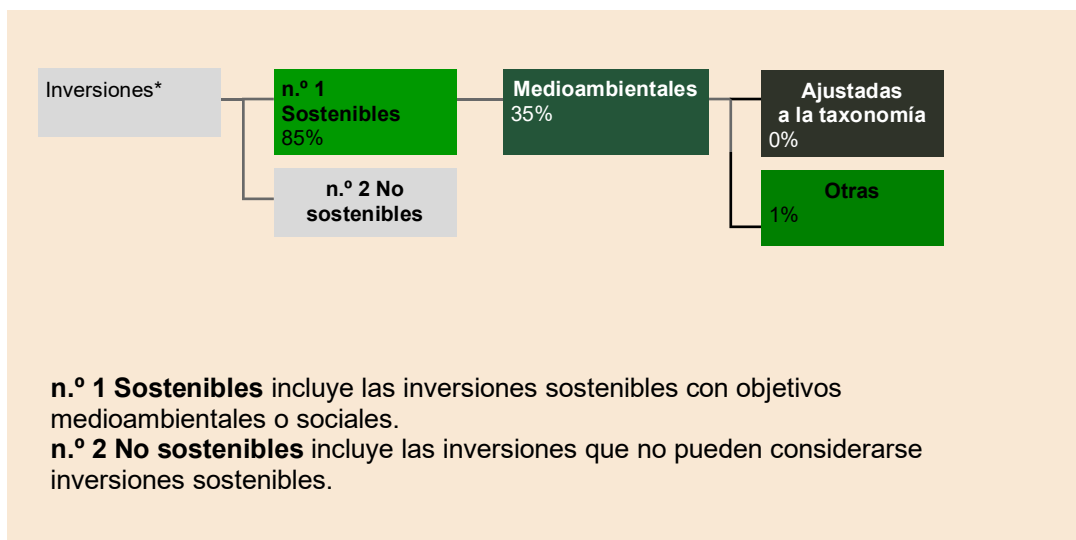 Inversiones*
n.º 1
Sostenibles
85%
n.º 2 No
sostenibles
Medioambientales
35%
Ajustadas
a la taxonomía
0%
Otras
1%
n.º 1 Sostenibles incluye las inversiones sostenibles con objetivos
medioambientales o sociales.
n.º 2 No sostenibles incluye las inversiones que no pueden considerarse
inversiones sostenibles.